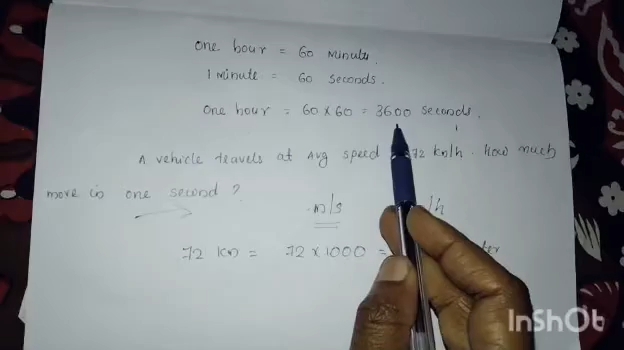 One hour = 60 Minutes.
1 minute = 60 seconds.
One hour = 60 × 60 = 3600 seconds.
A vehicle travels at Avg speed 72 km/h. How much
move in one second?
m/s /h
72 km = 72 × 1000 =
InShot